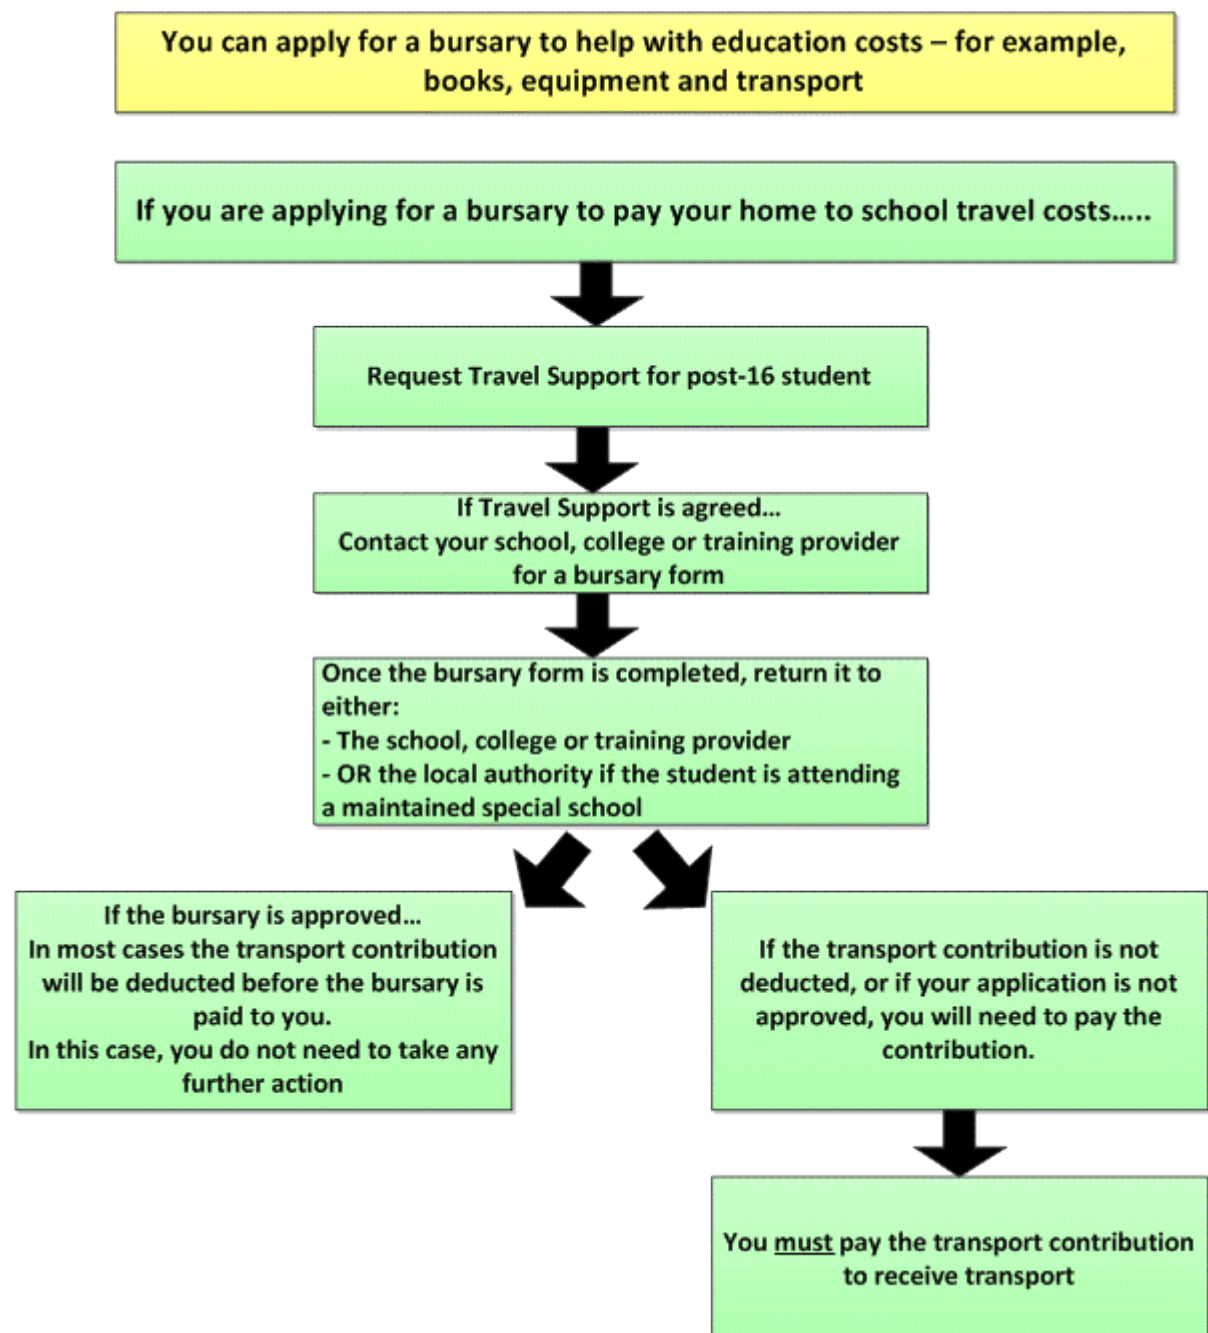 You can apply for a bursary to help with education costs – for example,
books, equipment and transport
If you are applying for a bursary to pay your home to school travel costs.....
Request Travel Support for post-16 student
If Travel Support is agreed...
Contact your school, college or training provider
for a bursary form
Once the bursary form is completed, return it to
either:
- The school, college or training provider
- OR the local authority if the student is attending
a maintained special school
If the bursary is approved...
In most cases the transport contribution
will be deducted before the bursary is
paid to you.
In this case, you do not need to take any
further action
If the transport contribution is not
deducted, or if your application is not
approved, you will need to pay the
contribution.
You must pay the transport contribution
to receive transport